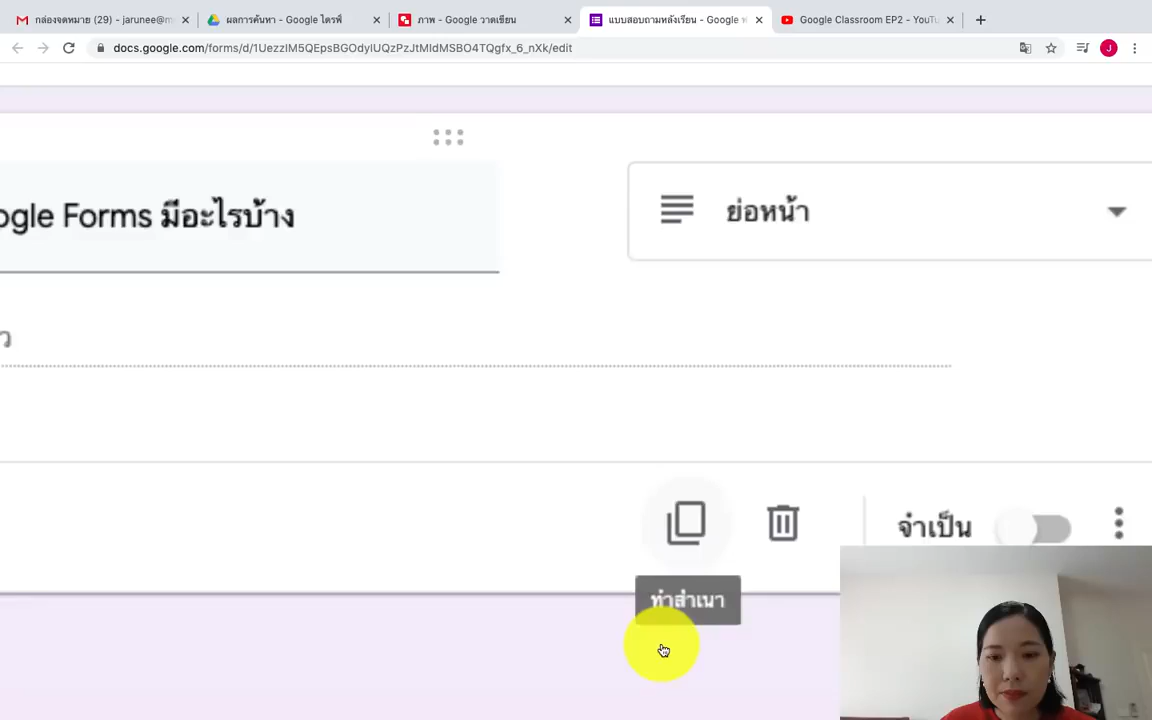 กล่องจดหมาย (29) - jarunee@m
ผลการค้นหา - Google ไดรฟ์
ภาพ - Google วาดเขียน
แบบสอบถามหลังเรียน - Google ฟ
Google Classroom EP2 - YouTu
docs.google.com/forms/d/1UezzIM5QEpsBGOdyIUQzPzJtMIdMSBO4TQgfx_6_nXk/edit
J
ogle Forms มีอะไรบ้าง
ย่อหน้า
ว
จำเป็น
ทำสำเนา